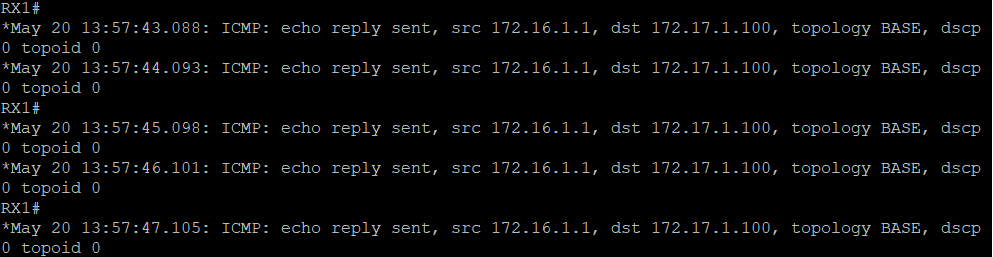 RX1#
*May 20 13:57:43.088: ICMP: echo reply sent, src 172.16.1.1, dst 172.17.1.100, topology BASE, dscp
0 topoid 0
*May 20 13:57:44.093: ICMP: echo reply sent, src 172.16.1.1, dst 172.17.1.100, topology BASE, dscp
0 topoid 0
RX1#
*May 20 13:57:45.098: ICMP: echo reply sent, src 172.16.1.1, dst 172.17.1.100, topology BASE, dscp
0 topoid 0
*May 20 13:57:46.101: ICMP: echo reply sent, src 172.16.1.1, dst 172.17.1.100, topology BASE, dscp
0 topoid 0
RX1#
*May 20 13:57:47.105: ICMP: echo reply sent, src 172.16.1.1, dst 172.17.1.100, topology BASE, dscp
0 topoid 0